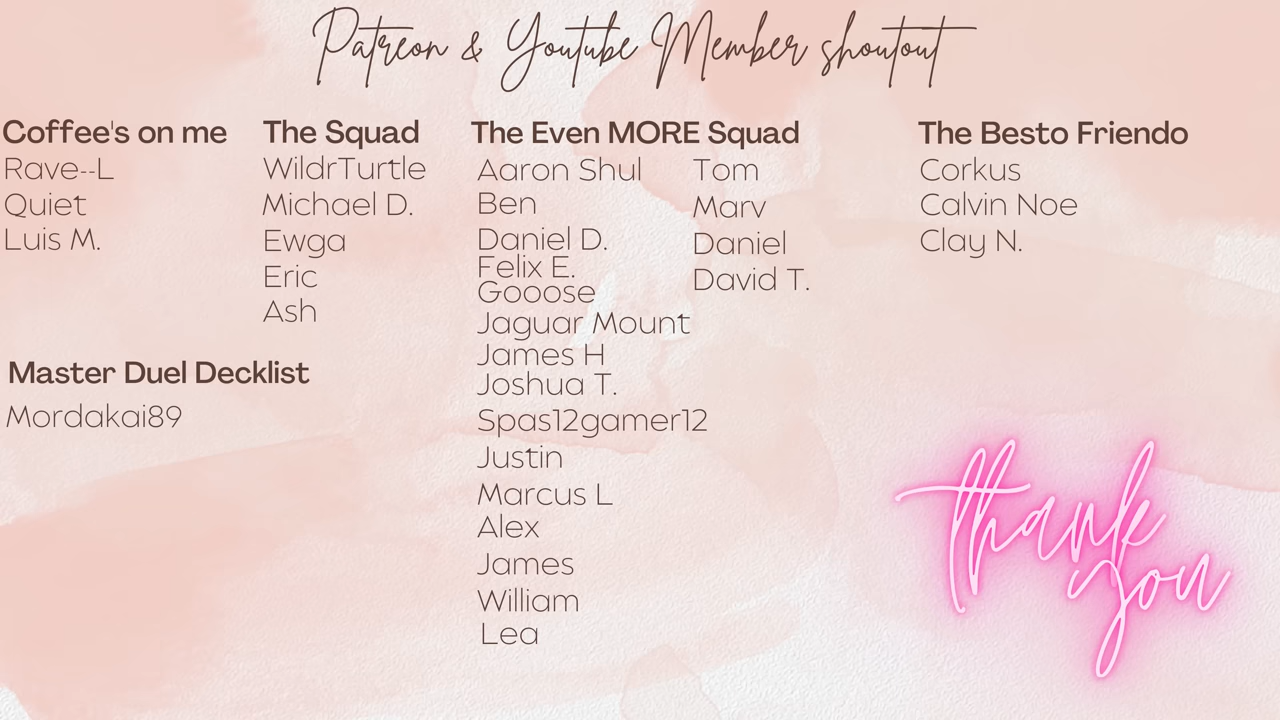 Patreon & Youtube Member shoutout
Coffee's on me
Rave--L
Quiet
Luis M.
Master Duel Decklist
Mordakai89
The Squad
WildrTurtle
Michael D.
Ewga
Eric
Ash
The Even MORE Squad
Aaron Shul
Ben
Daniel D.
Felix E.
Gooose
Jaguar Mount
James H
Joshua T.
Spas12gamer12
Justin
Marcus L
Alex
James
William
Lea
Tom
Marv
Daniel
David T.
The Besto Friendo
Corkus
Calvin Noe
Clay N.
thank
you